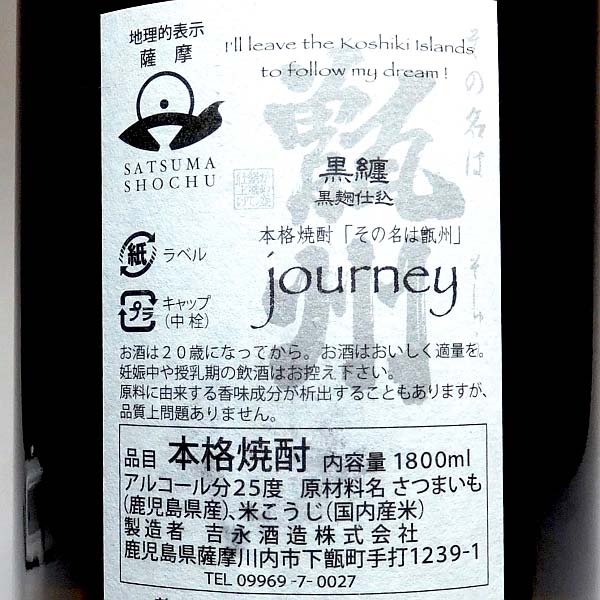 地理的表示
薩摩
SATSUMA
SHOCHU
I'll leave the Koshiki Islands
to follow my dream!
その名は
そしゅう
甑州
黒纏
黒麹仕込
本格焼酎「その名は甑州」
journey
紙 ラベル
プラ キャップ
(中栓)
お酒は20歳になってから。お酒はおいしく適量を。
妊娠中や授乳期の飲酒はお控え下さい。
原料に由来する香味成分が析出することもありますが、
品質上問題ありません。
品目 本格焼酎 内容量 1800ml
アルコール分25度 原材料名 さつまいも
(鹿児島県産)、米こうじ(国内産米)
製造者 吉永酒造株式会社
鹿児島県薩摩川内市下甑町手打1239-1
TEL 09969-7-0027